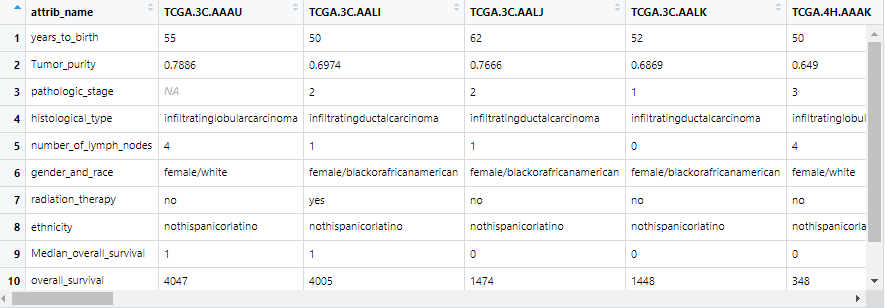 attrib_name TCGA.3C.AAAU TCGA.3C.AALI TCGA.3C.AALJ TCGA.3C.AALK TCGA.4H.AAAK
1 years_to_birth 55 50 62 52 50
2 Tumor_purity 0.7886 0.6974 0.7666 0.6869 0.649
3 pathologic_stage NA 2 2 1 3
4 histological_type infiltratinglobularcarcinoma infiltratingductalcarcinoma infiltratingductalcarcinoma infiltratingductalcarcinoma infiltratinglobul
5 number_of_lymph_nodes 4 1 1 0 4
6 gender_and_race female/white female/blackorafricanamerican female/blackorafricanamerican female/blackorafricanamerican female/white
7 radiation_therapy no yes no no no
8 ethnicity nothispanicorlatino nothispanicorlatino nothispanicorlatino nothispanicorlatino nothispanicorla
9 Median_overall_survival 1 1 0 0 0
10 overall_survival 4047 4005 1474 1448 348